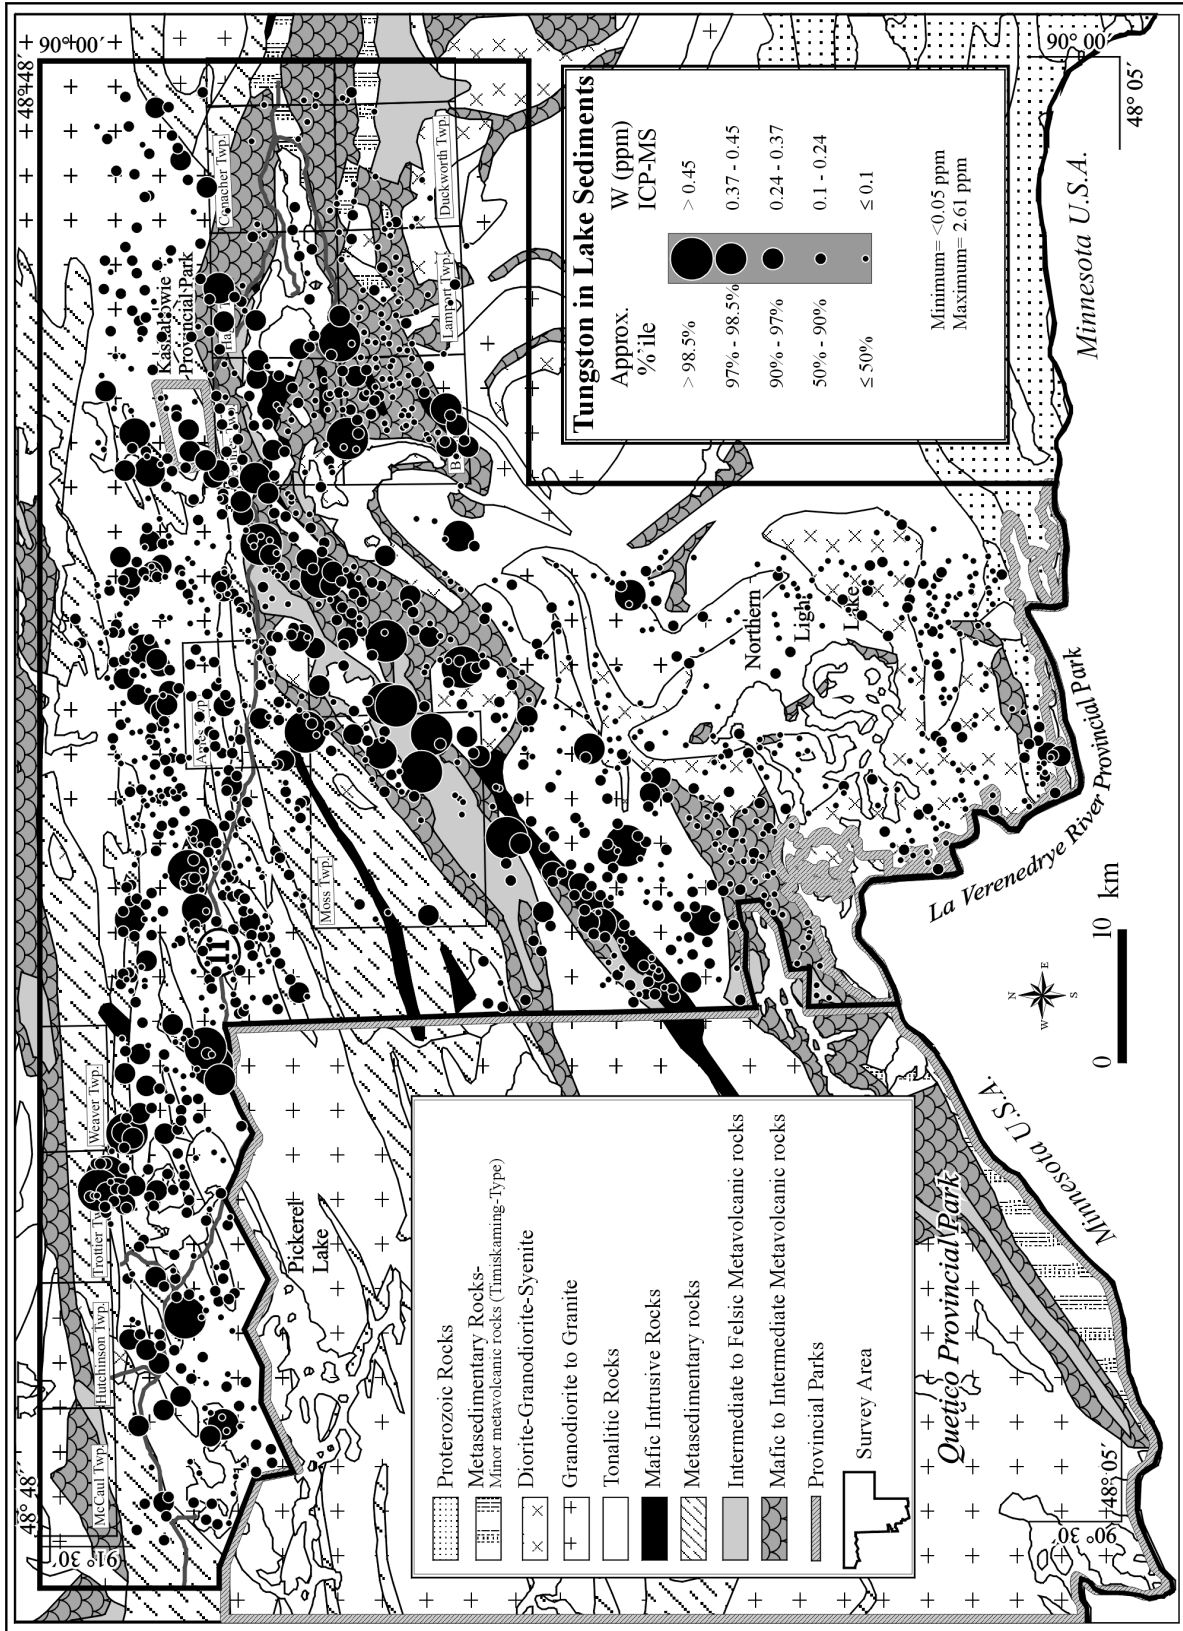 48° 48´
91° 30´
48°48´
90°00´
McCaul Twp.
Hutchinson Twp.
Weaver Twp.
11
Moss Twp.
Kashabowie
Provincial Park
Conacher Twp.
Lamport Twp.
Duckworth Twp.
Pickerel
Lake
Northern
Light
Lake
Quetico Provincial Park
La Verenedrye River Provincial Park
Minnesota U.S.A.
Minnesota U.S.A.
48° 05´
90° 30´
90° 00´
48° 05´
Proterozoic Rocks
Metasedimentary Rocks-
Minor metavolcanic rocks (Timiskaming-Type)
Diorite-Granodiorite-Syenite
Granodiorite to Granite
Tonalitic Rocks
Mafic Intrusive Rocks
Metasedimentary rocks
Intermediate to Felsic Metavolcanic rocks
Mafic to Intermediate Metavolcanic rocks
Provincial Parks
Survey Area
N
W E
S
0 10 km
Tungsten in Lake Sediments
Approx. W (ppm)
%'ile ICP-MS
> 98.5% > 0.45
97% - 98.5% 0.37 - 0.45
90% - 97% 0.24 - 0.37
50% - 90% 0.1 - 0.24
≤ 50% ≤ 0.1
Minimum= <0.05 ppm
Maximum= 2.61 ppm